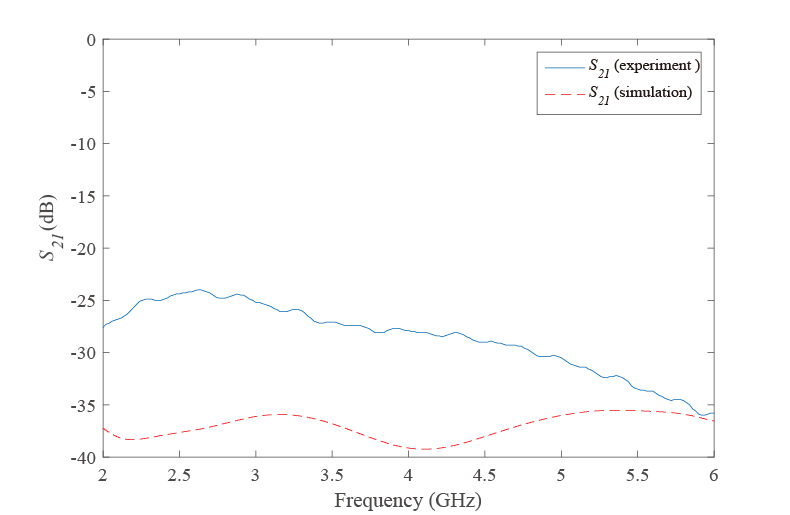 0
-5
-10
-15
-20
-25
-30
-35
-40
S21 (dB)
S21 (experiment )
S21 (simulation)
2 2.5 3 3.5 4 4.5 5 5.5 6
Frequency (GHz)